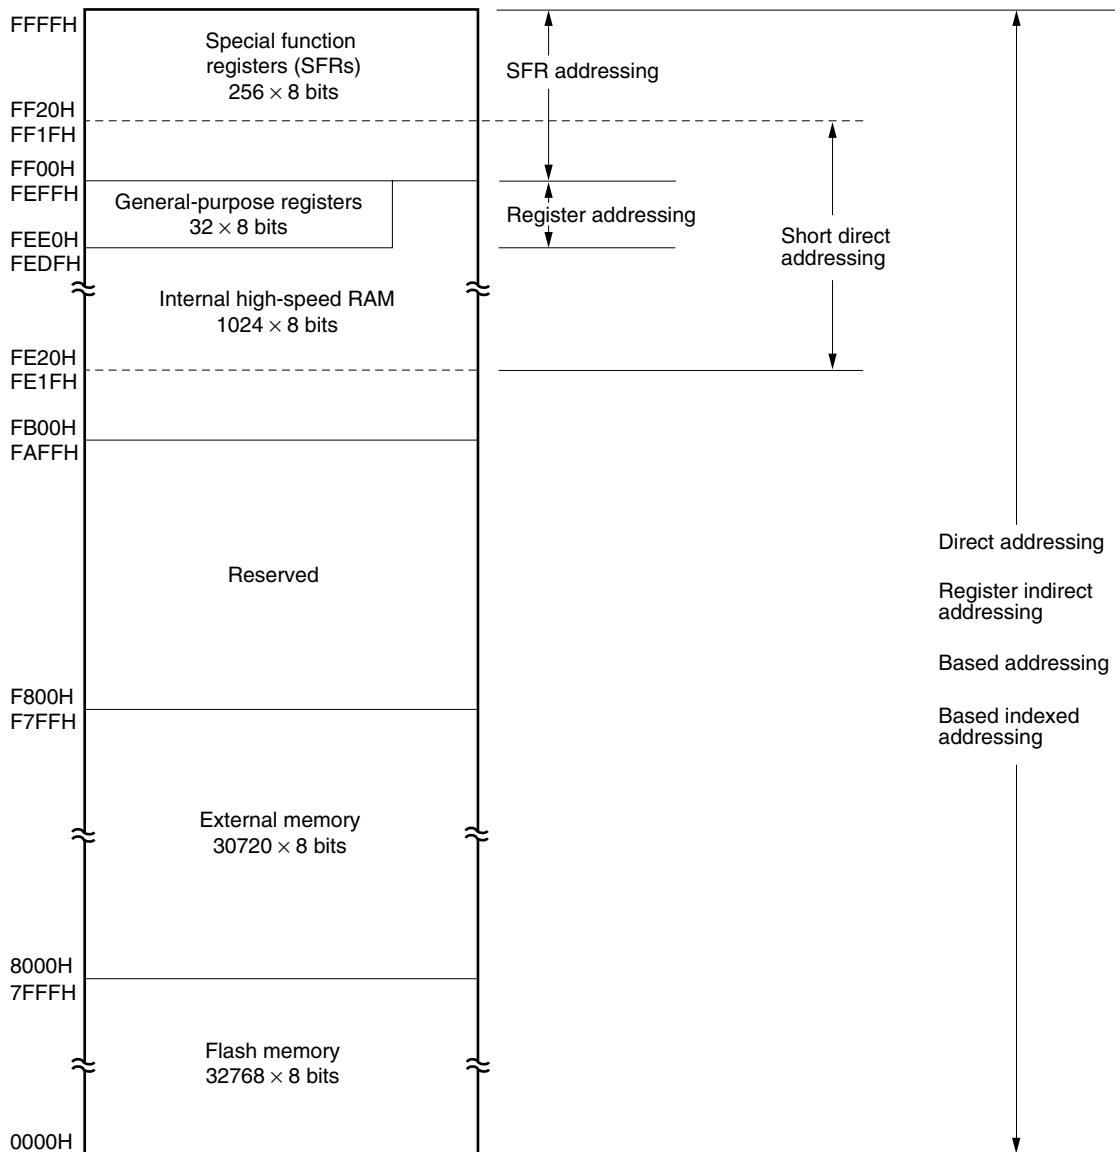 FFFFH
Special function
registers (SFRs)
256 × 8 bits
SFR addressing
FF20H
FF1FH
FF00H
FEFFH
General-purpose registers
32 × 8 bits
Register addressing
Short direct
addressing
FEE0H
FEDFH
Internal high-speed RAM
1024 × 8 bits
FE20H
FE1FH
FB00H
FAFFH
Reserved
Direct addressing
Register indirect
addressing
Based addressing
Based indexed
addressing
F800H
F7FFH
External memory
30720 × 8 bits
8000H
7FFFH
Flash memory
32768 × 8 bits
0000H